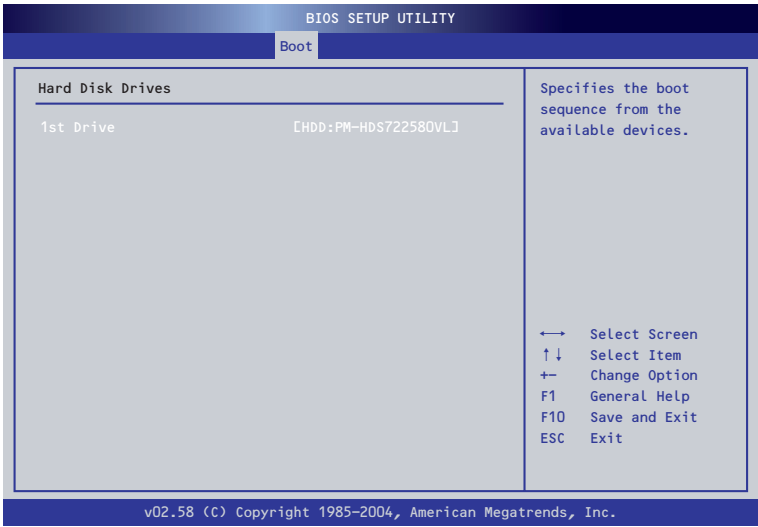 BIOS SETUP UTILITY
Boot
Hard Disk Drives
1st Drive [HDD:PM-HDS722580VL]
Specifies the boot
sequence from the
available devices.
←→ Select Screen
↑↓ Select Item
+- Change Option
F1 General Help
F10 Save and Exit
ESC Exit
v02.58 (C) Copyright 1985-2004, American Megatrends, Inc.